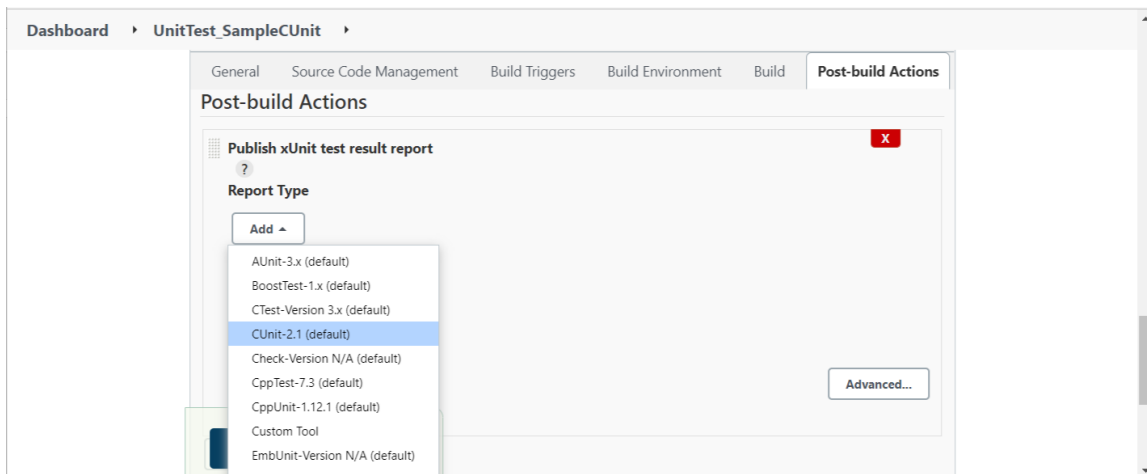 Dashboard UnitTest_SampleCUnit
General Source Code Management Build Triggers Build Environment Build Post-build Actions
Post-build Actions
Publish xUnit test result report
X
?
Report Type
Add
AUnit-3.x (default)
BoostTest-1.x (default)
CTest-Version 3.x (default)
CUnit-2.1 (default)
Check-Version N/A (default)
CppTest-7.3 (default)
Advanced...
CppUnit-1.12.1 (default)
Custom Tool
EmbUnit-Version N/A (default)